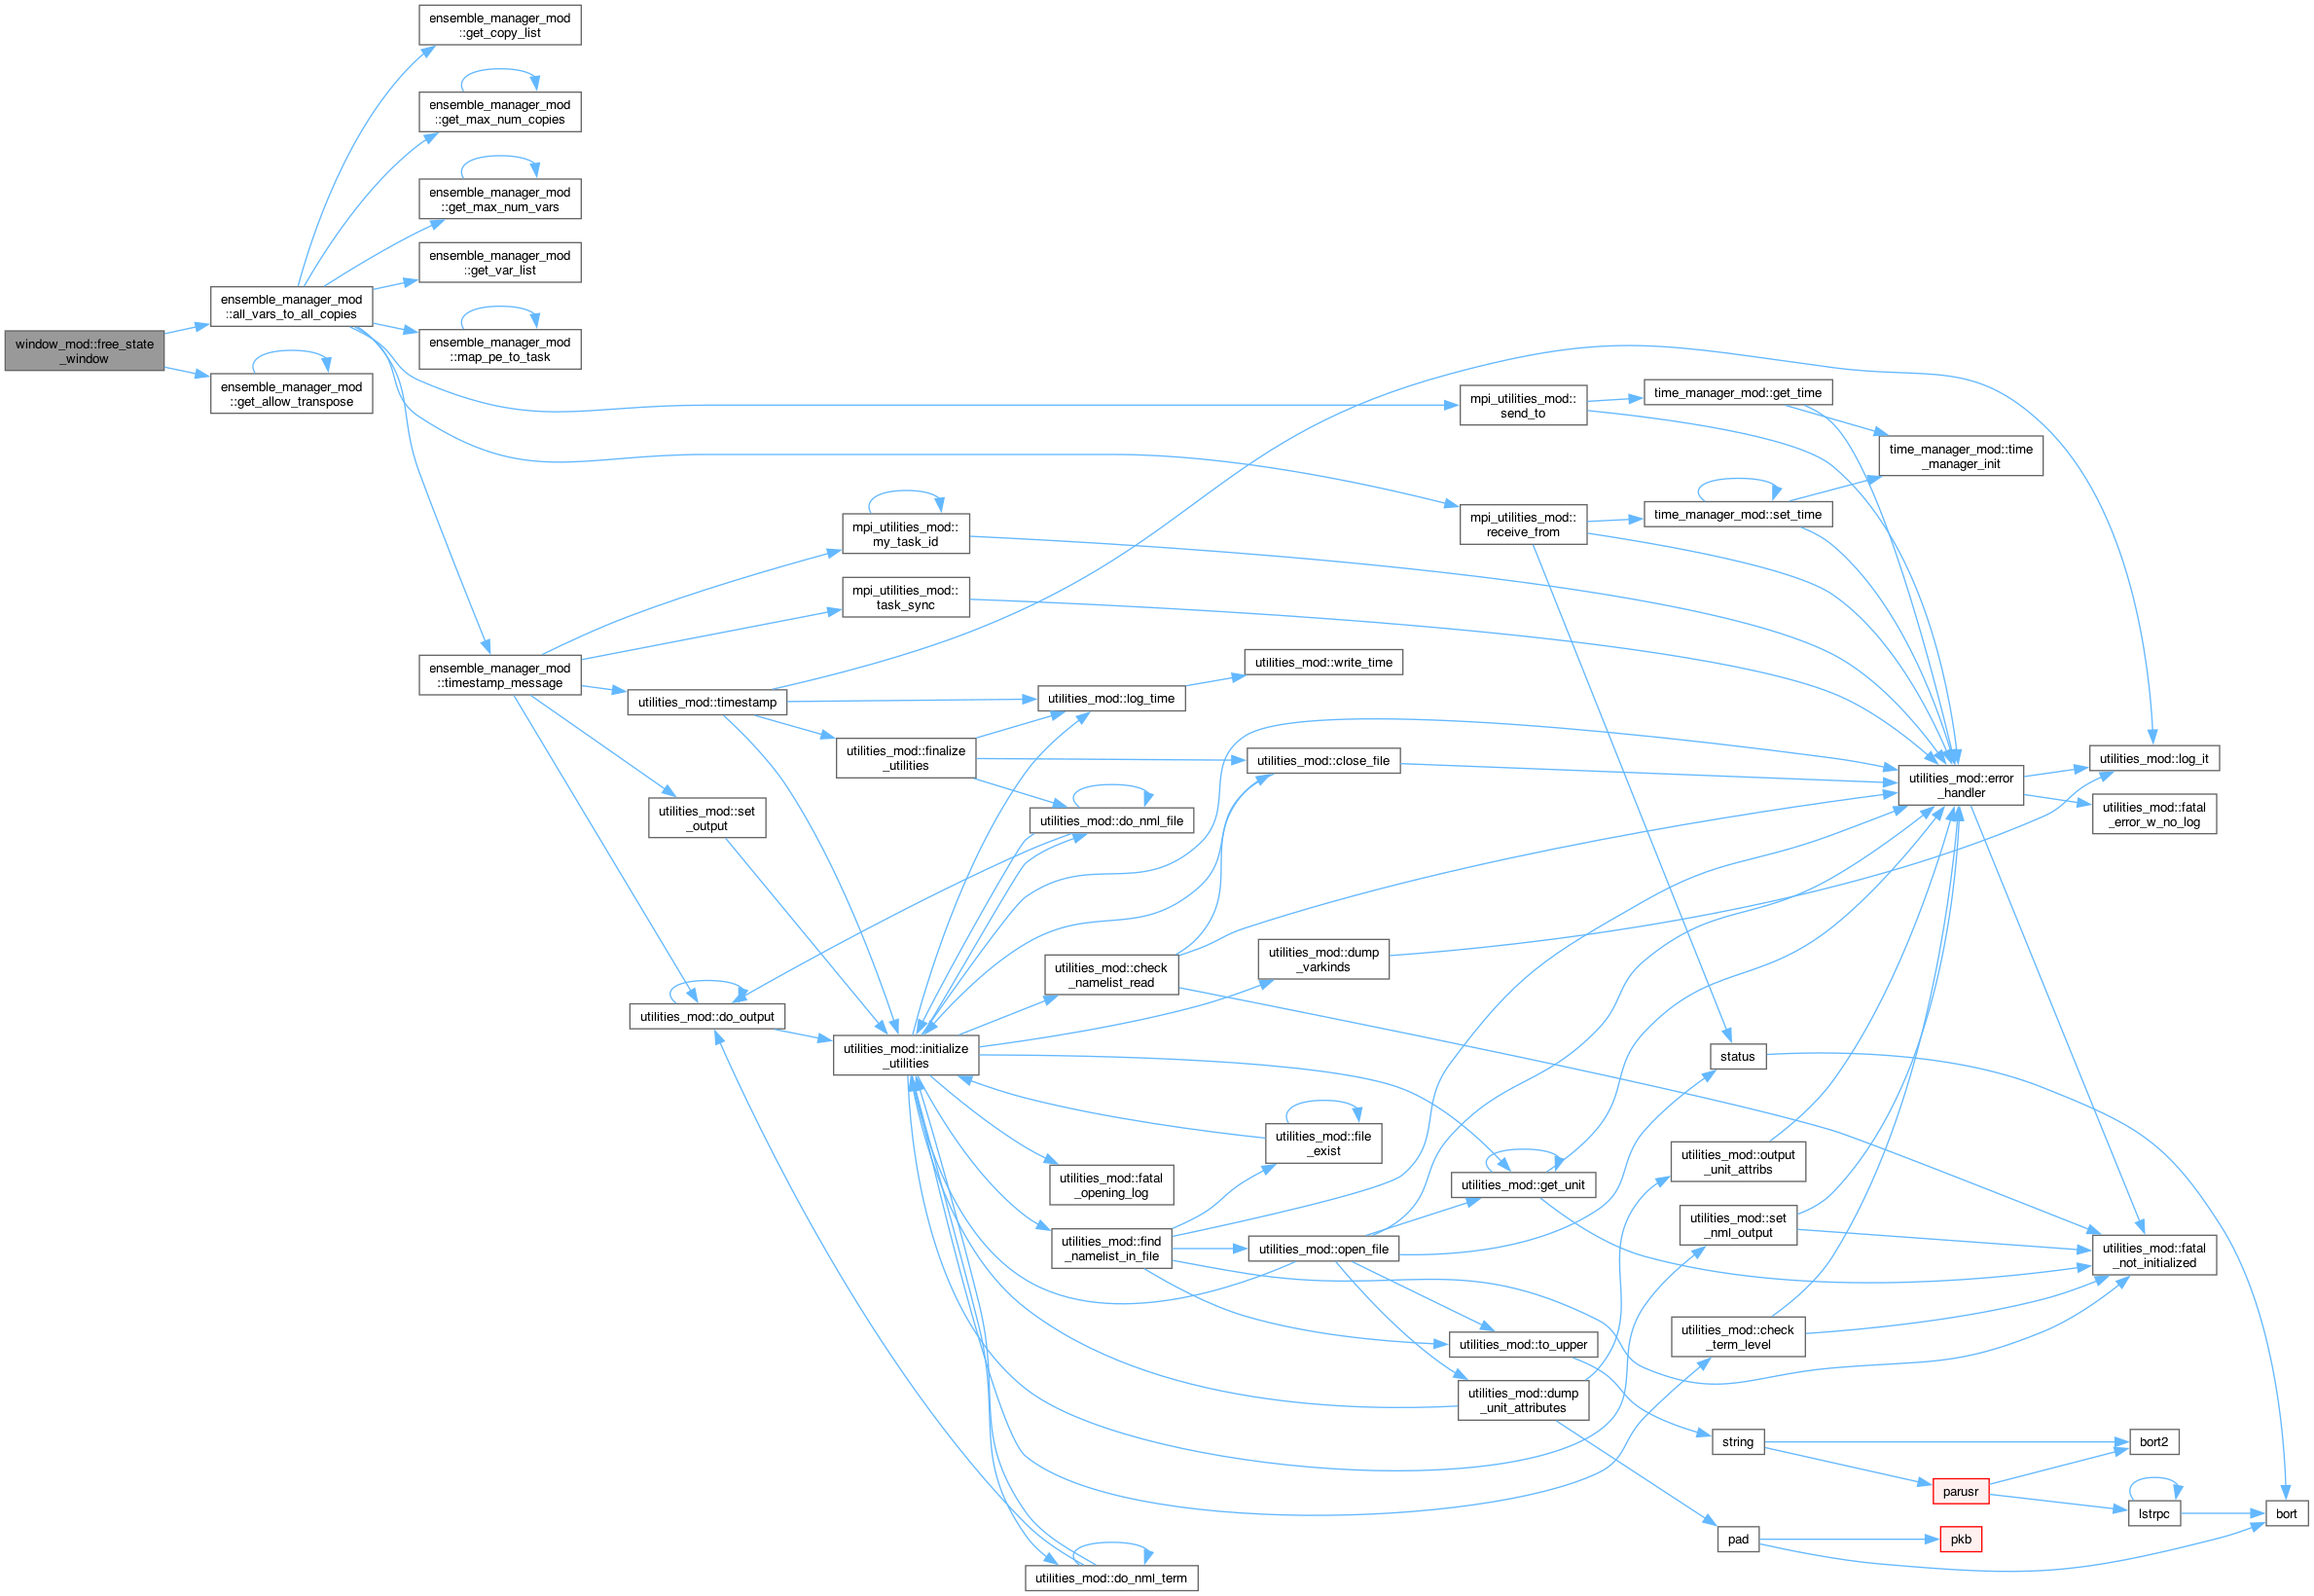 ensemble_manager_mod
::get_copy_list
ensemble_manager_mod
::get_max_num_copies
ensemble_manager_mod
::get_max_num_vars
ensemble_manager_mod
::get_var_list
ensemble_manager_mod
::all_vars_to_all_copies
window_mod::free_state
_window
ensemble_manager_mod
::map_pe_to_task
ensemble_manager_mod
::get_allow_transpose
mpi_utilities_mod::
send_to
time_manager_mod::get_time
time_manager_mod::time
_manager_init
mpi_utilities_mod::
receive_from
time_manager_mod::set_time
mpi_utilities_mod::
my_task_id
mpi_utilities_mod::
task_sync
ensemble_manager_mod
::timestamp_message
utilities_mod::timestamp
utilities_mod::write_time
utilities_mod::log_time
utilities_mod::finalize
_utilities
utilities_mod::close_file
utilities_mod::log_it
utilities_mod::error
_handler
utilities_mod::fatal
_error_w_no_log
utilities_mod::set
_output
utilities_mod::do_nml_file
utilities_mod::check
_namelist_read
utilities_mod::dump
_varkinds
utilities_mod::do_output
utilities_mod::initialize
_utilities
status
utilities_mod::file
_exist
utilities_mod::fatal
_opening_log
utilities_mod::get_unit
utilities_mod::output
_unit_attribs
utilities_mod::set
_nml_output
utilities_mod::find
_namelist_in_file
utilities_mod::open_file
utilities_mod::fatal
_not_initialized
utilities_mod::to_upper
utilities_mod::check
_term_level
utilities_mod::dump
_unit_attributes
string
bort2
parusr
lstrpc
bort
pad
pkb
utilities_mod::do_nml_term